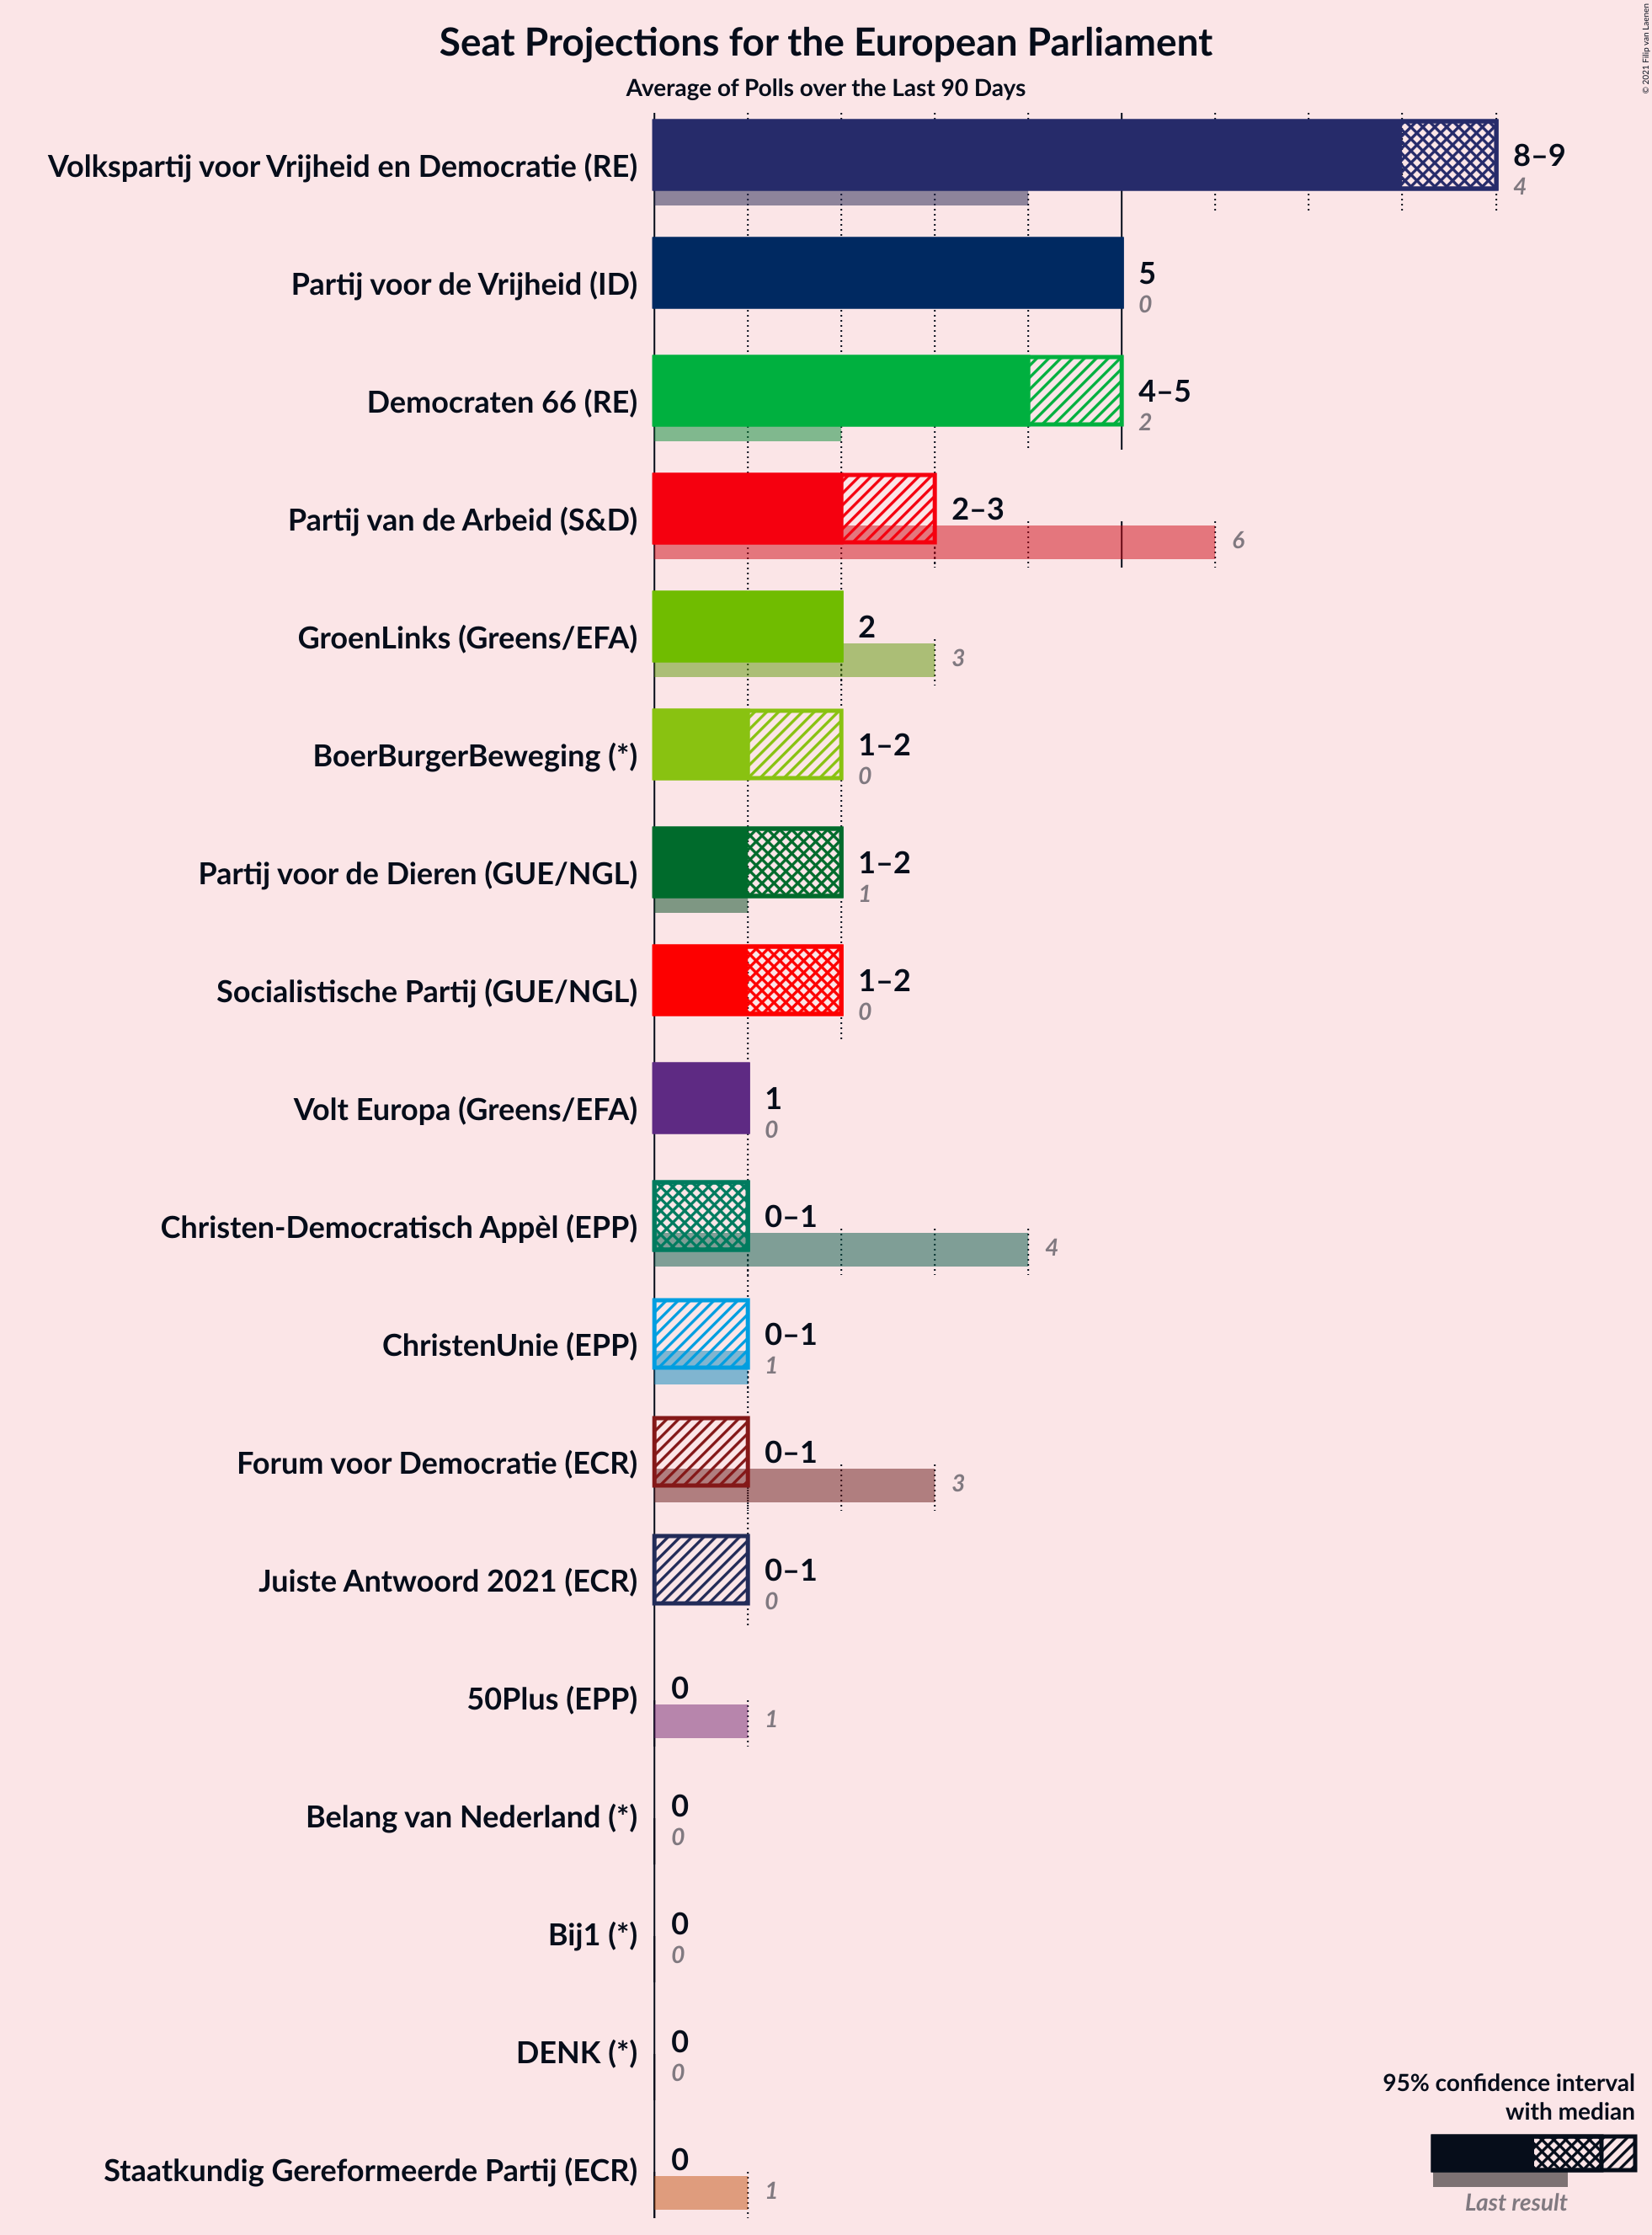 Seat Projections for the European Parliament
Average of Polls over the Last 90 Days
© 2021 Filip van Laenen
Volkspartij voor Vrijheid en Democratie (RE)
8–9
4
Partij voor de Vrijheid (ID)
5
0
Democraten 66 (RE)
4–5
2
Partij van de Arbeid (S&D)
2–3
6
GroenLinks (Greens/EFA)
2
3
BoerBurgerBeweging (*)
1–2
0
Partij voor de Dieren (GUE/NGL)
1–2
1
Socialistische Partij (GUE/NGL)
1–2
0
Volt Europa (Greens/EFA)
1
0
Christen-Democratisch Appèl (EPP)
0–1
4
ChristenUnie (EPP)
0–1
1
Forum voor Democratie (ECR)
0–1
3
Juiste Antwoord 2021 (ECR)
0–1
0
50Plus (EPP)
0
1
Belang van Nederland (*)
0
0
Bij1 (*)
0
0
DENK (*)
0
0
Staatkundig Gereformeerde Partij (ECR)
0
1
95% confidence interval
with median
Last result